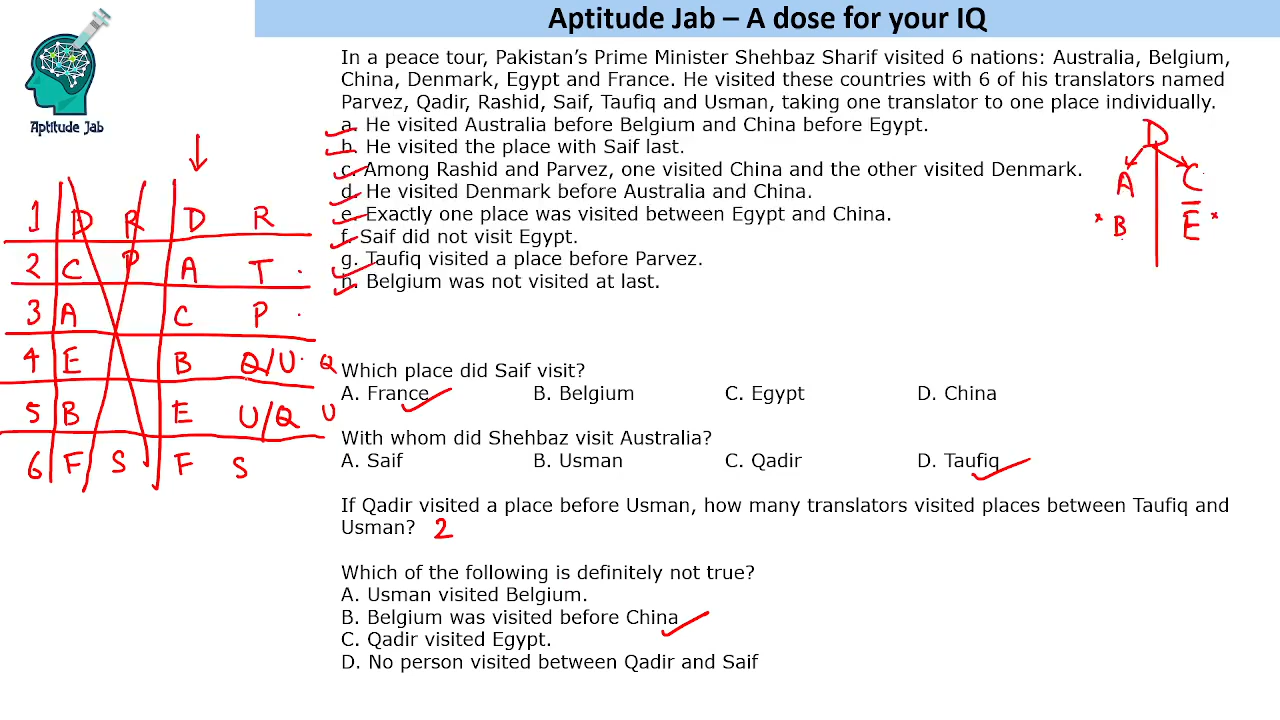 Aptitude Jab – A dose for your IQ
Aptitude Jab
In a peace tour, Pakistan's Prime Minister Shehbaz Sharif visited 6 nations: Australia, Belgium,
China, Denmark, Egypt and France. He visited these countries with 6 of his translators named
Parvez, Qadir, Rashid, Saif, Taufiq and Usman, taking one translator to one place individually.
a. He visited Australia before Belgium and China before Egypt.
b. He visited the place with Saif last.
c. Among Rashid and Parvez, one visited China and the other visited Denmark.
d. He visited Denmark before Australia and China.
e. Exactly one place was visited between Egypt and China.
f. Saif did not visit Egypt.
g. Taufiq visited a place before Parvez.
h. Belgium was not visited at last.
D
A C
* B E *
1 D R D R
2 C P A T
3 A C P
4 E B Q/U Q
5 B E U/Q U
6 F S F S
Which place did Saif visit?
A. France B. Belgium C. Egypt D. China
With whom did Shehbaz visit Australia?
A. Saif B. Usman C. Qadir D. Taufiq
If Qadir visited a place before Usman, how many translators visited places between Taufiq and
Usman? 2
Which of the following is definitely not true?
A. Usman visited Belgium.
B. Belgium was visited before China
C. Qadir visited Egypt.
D. No person visited between Qadir and Saif